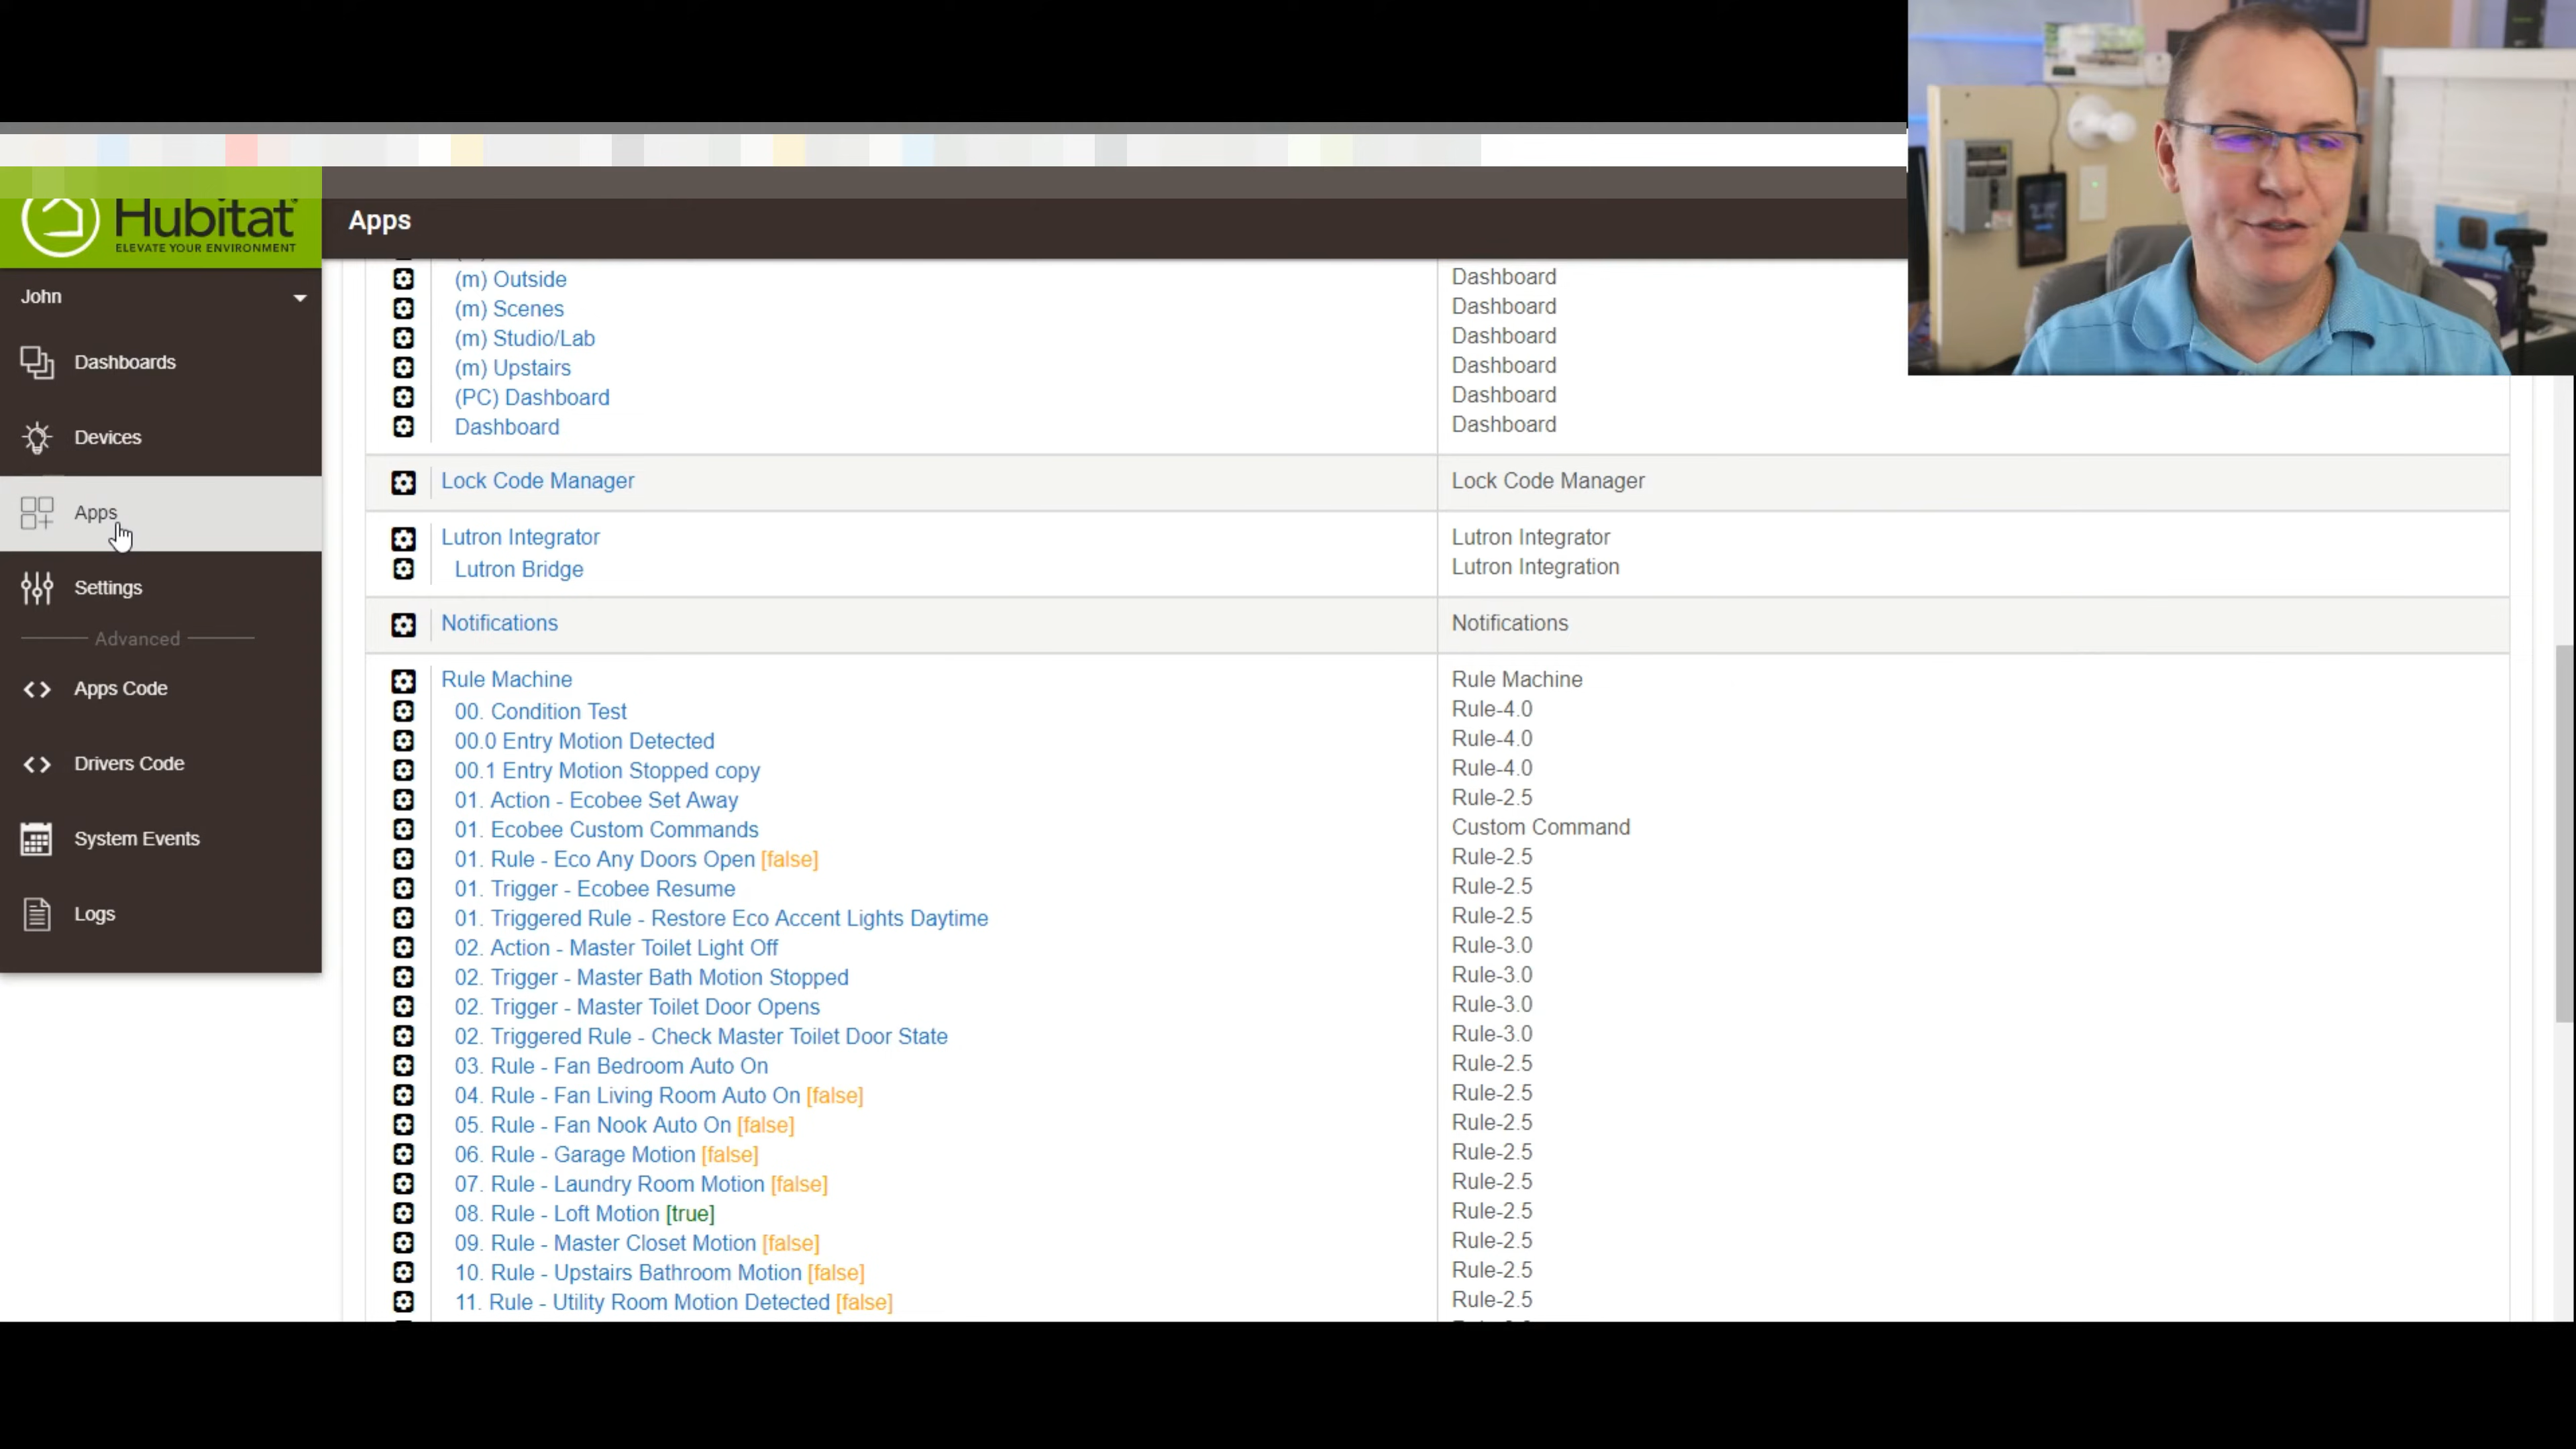 Hubitat
ELEVATE YOUR ENVIRONMENT
Apps
John
Dashboards
Devices
Apps
Settings
Advanced
Apps Code
Drivers Code
System Events
Logs
(m) Outside Dashboard
(m) Scenes Dashboard
(m) Studio/Lab Dashboard
(m) Upstairs Dashboard
(PC) Dashboard Dashboard
Dashboard Dashboard
Lock Code Manager Lock Code Manager
Lutron Integrator Lutron Integrator
Lutron Bridge Lutron Integration
Notifications Notifications
Rule Machine Rule Machine
00. Condition Test Rule-4.0
00.0 Entry Motion Detected Rule-4.0
00.1 Entry Motion Stopped copy Rule-4.0
01. Action - Ecobee Set Away Rule-2.5
01. Ecobee Custom Commands Custom Command
01. Rule - Eco Any Doors Open [false] Rule-2.5
01. Trigger - Ecobee Resume Rule-2.5
01. Triggered Rule - Restore Eco Accent Lights Daytime Rule-2.5
02. Action - Master Toilet Light Off Rule-3.0
02. Trigger - Master Bath Motion Stopped Rule-3.0
02. Trigger - Master Toilet Door Opens Rule-3.0
02. Triggered Rule - Check Master Toilet Door State Rule-3.0
03. Rule - Fan Bedroom Auto On Rule-2.5
04. Rule - Fan Living Room Auto On [false] Rule-2.5
05. Rule - Fan Nook Auto On [false] Rule-2.5
06. Rule - Garage Motion [false] Rule-2.5
07. Rule - Laundry Room Motion [false] Rule-2.5
08. Rule - Loft Motion [true] Rule-2.5
09. Rule - Master Closet Motion [false] Rule-2.5
10. Rule - Upstairs Bathroom Motion [false] Rule-2.5
11. Rule - Utility Room Motion Detected [false] Rule-2.5